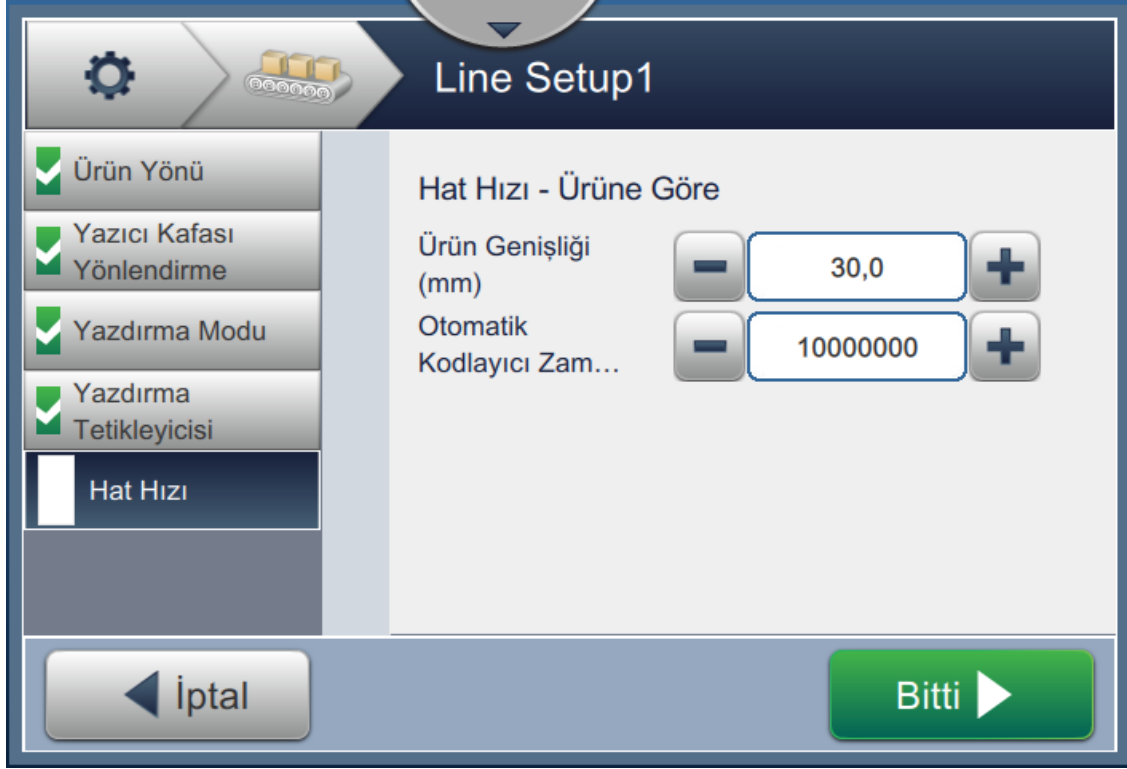 Line Setup1
Ürün Yönü
Yazıcı Kafası
Yönlendirme
Yazdırma Modu
Yazdırma
Tetikleyicisi
Hat Hızı
Hat Hızı - Ürüne Göre
Ürün Genişliği
(mm)
30,0
Otomatik
Kodlayıcı Zam...
10000000
İptal
Bitti